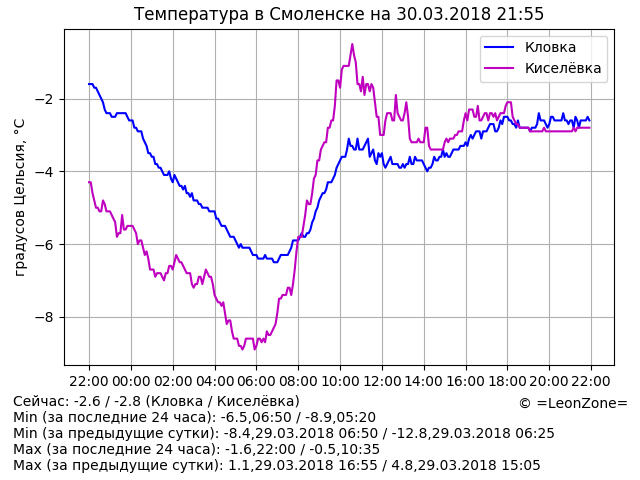 Температура в Смоленске на 30.03.2018 21:55
Кловка
Киселёвка
градусов Цельсия, °C
−2
−4
−6
−8
22:00 00:00 02:00 04:00 06:00 08:00 10:00 12:00 14:00 16:00 18:00 20:00 22:00
Сейчас: -2.6 / -2.8 (Кловка / Киселёвка)
© =LeonZone=
Min (за последние 24 часа): -6.5,06:50 / -8.9,05:20
Min (за предыдущие сутки): -8.4,29.03.2018 06:50 / -12.8,29.03.2018 06:25
Max (за последние 24 часа): -1.6,22:00 / -0.5,10:35
Max (за предыдущие сутки): 1.1,29.03.2018 16:55 / 4.8,29.03.2018 15:05